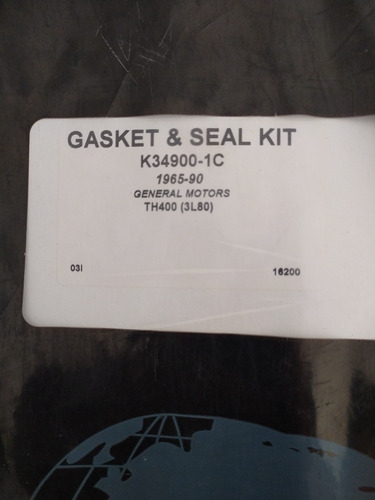 GASKET & SEAL KIT
K34900-1C
1965-90
GENERAL MOTORS
TH400 (3L80)
03I 16200